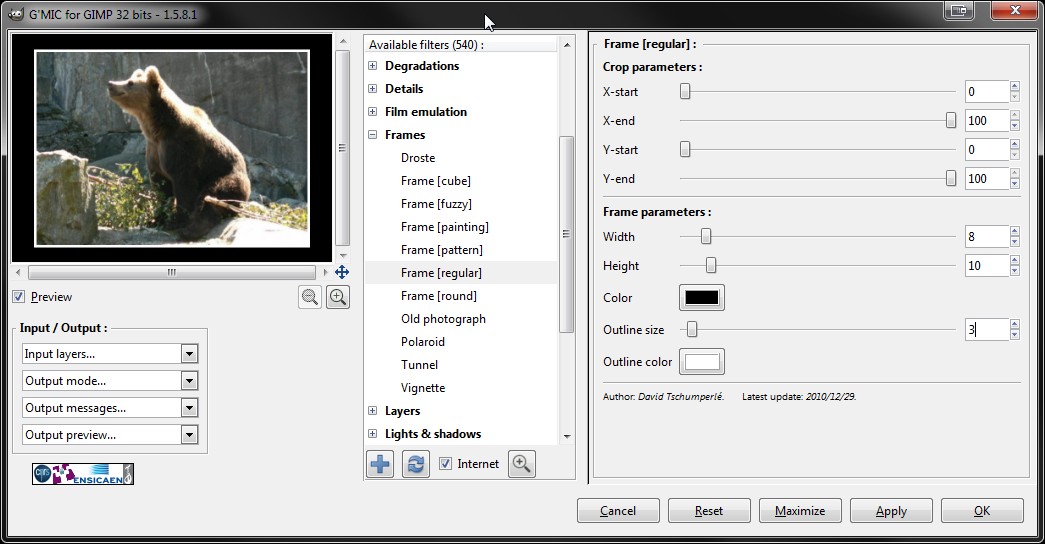 G'MIC for GIMP 32 bits - 1.5.8.1
Preview
Input / Output :
Input layers...
Output mode...
Output messages...
Output preview...
ENSICAEN
Available filters (540) :
Degradations
Details
Film emulation
Frames
Droste
Frame [cube]
Frame [fuzzy]
Frame [painting]
Frame [pattern]
Frame [regular]
Frame [round]
Old photograph
Polaroid
Tunnel
Vignette
Layers
Lights & shadows
Internet
Frame [regular] :
Crop parameters :
X-start 0
X-end 100
Y-start 0
Y-end 100
Frame parameters :
Width 8
Height 10
Color
Outline size 3
Outline color
Author: David Tschumperlé. Latest update: 2010/12/29.
Cancel Reset Maximize Apply OK